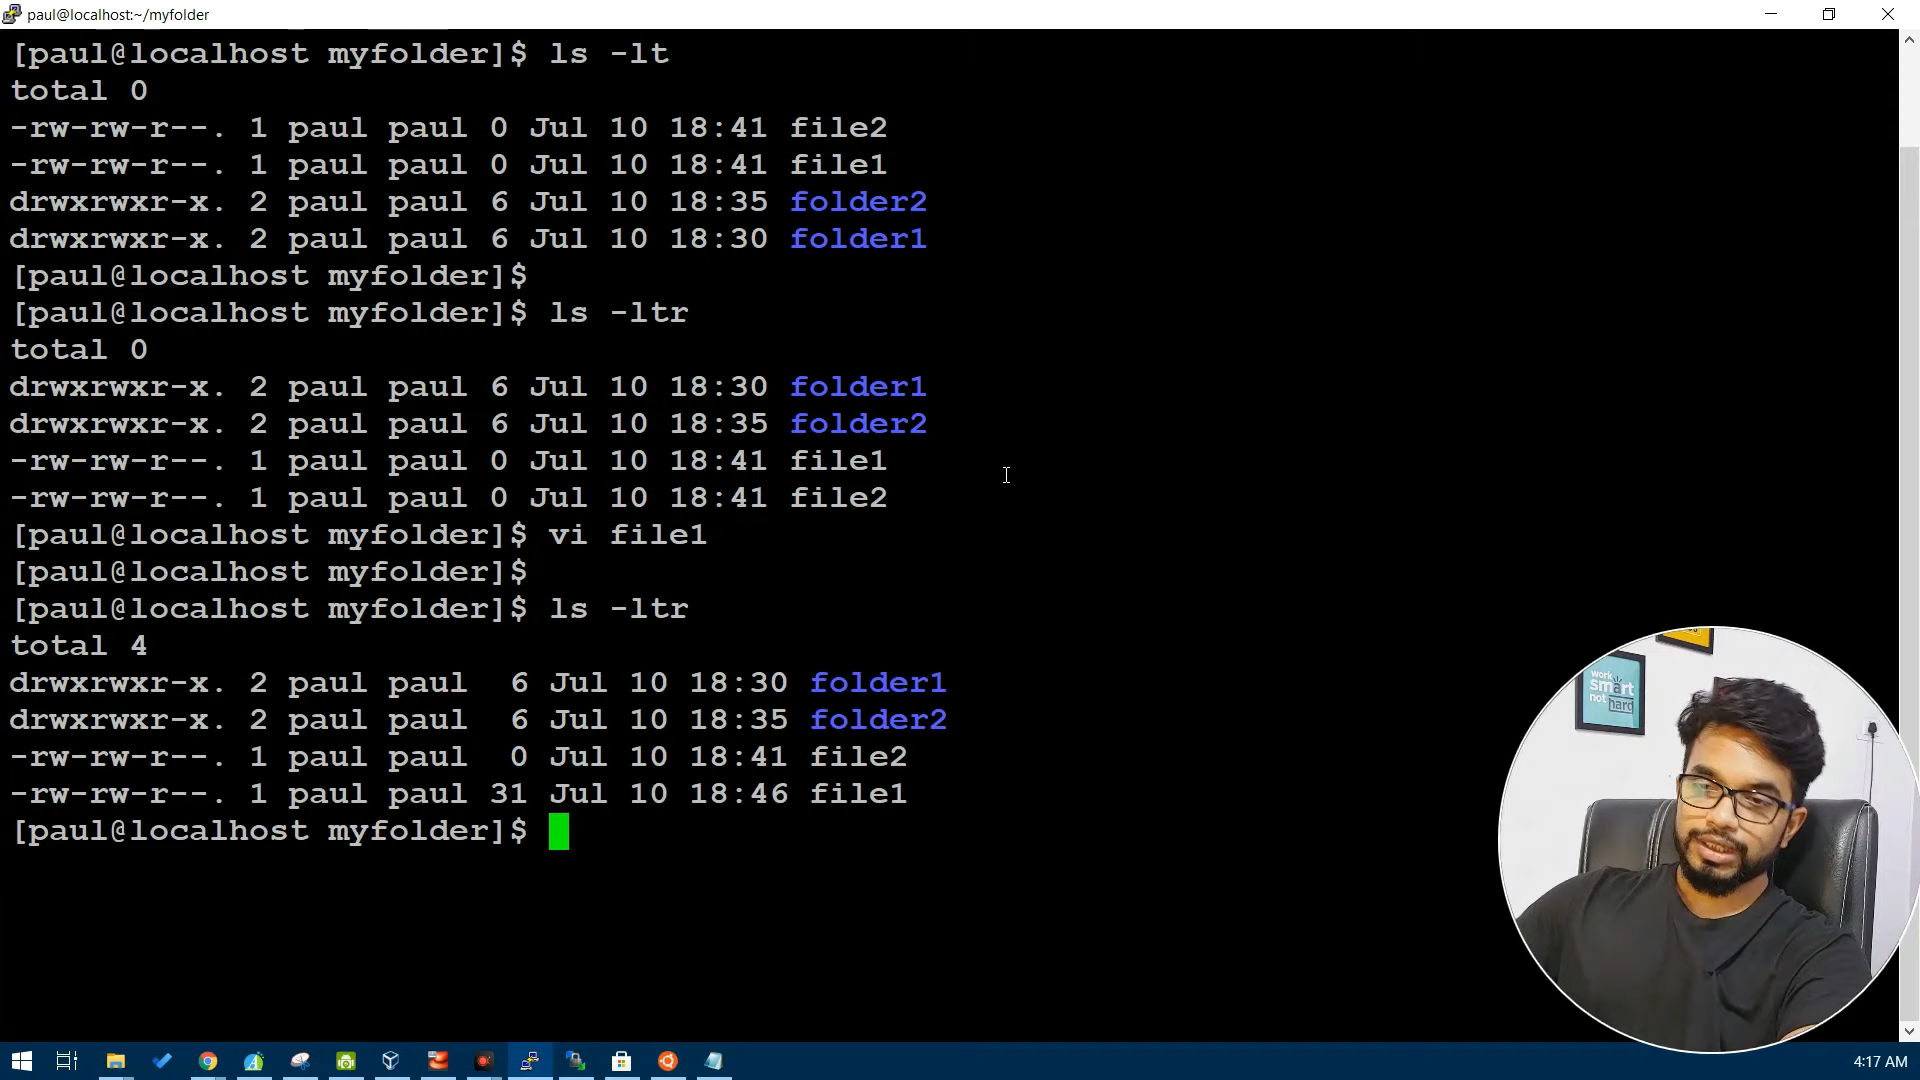 paul@localhost:~/myfolder
[paul@localhost myfolder]$ ls -lt
total 0
-rw-rw-r--. 1 paul paul 0 Jul 10 18:41 file2
-rw-rw-r--. 1 paul paul 0 Jul 10 18:41 file1
drwxrwxr-x. 2 paul paul 6 Jul 10 18:35 folder2
drwxrwxr-x. 2 paul paul 6 Jul 10 18:30 folder1
[paul@localhost myfolder]$
[paul@localhost myfolder]$ ls -ltr
total 0
drwxrwxr-x. 2 paul paul 6 Jul 10 18:30 folder1
drwxrwxr-x. 2 paul paul 6 Jul 10 18:35 folder2
-rw-rw-r--. 1 paul paul 0 Jul 10 18:41 file1
-rw-rw-r--. 1 paul paul 0 Jul 10 18:41 file2
[paul@localhost myfolder]$ vi file1
[paul@localhost myfolder]$
[paul@localhost myfolder]$ ls -ltr
total 4
drwxrwxr-x. 2 paul paul  6 Jul 10 18:30 folder1
drwxrwxr-x. 2 paul paul  6 Jul 10 18:35 folder2
-rw-rw-r--. 1 paul paul  0 Jul 10 18:41 file2
-rw-rw-r--. 1 paul paul 31 Jul 10 18:46 file1
[paul@localhost myfolder]$
work
smart
not hard
4:17 AM